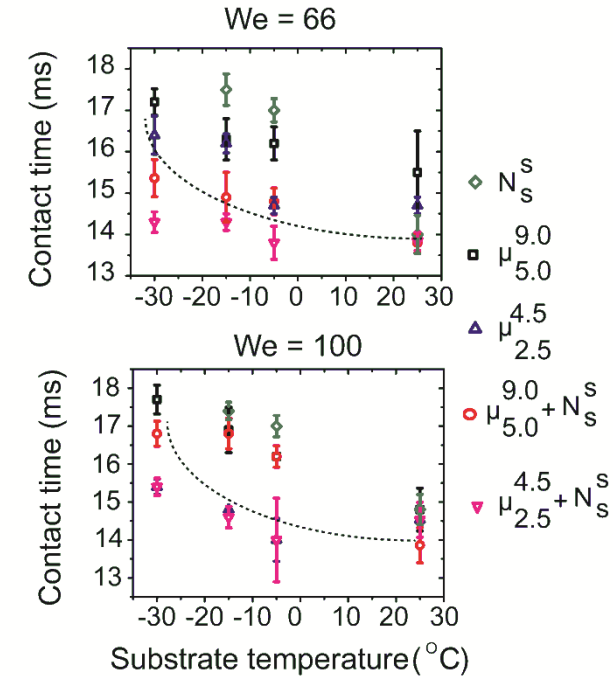 We = 66
Contact time (ms)
18
17
16
15
14
13
-30 -20 -10 0 10 20 30
N_s^s
μ_5.0^9.0
μ_2.5^4.5
μ_5.0^9.0 + N_s^s
μ_2.5^4.5 + N_s^s
We = 100
Contact time (ms)
18
17
16
15
14
13
-30 -20 -10 0 10 20 30
Substrate temperature (°C)